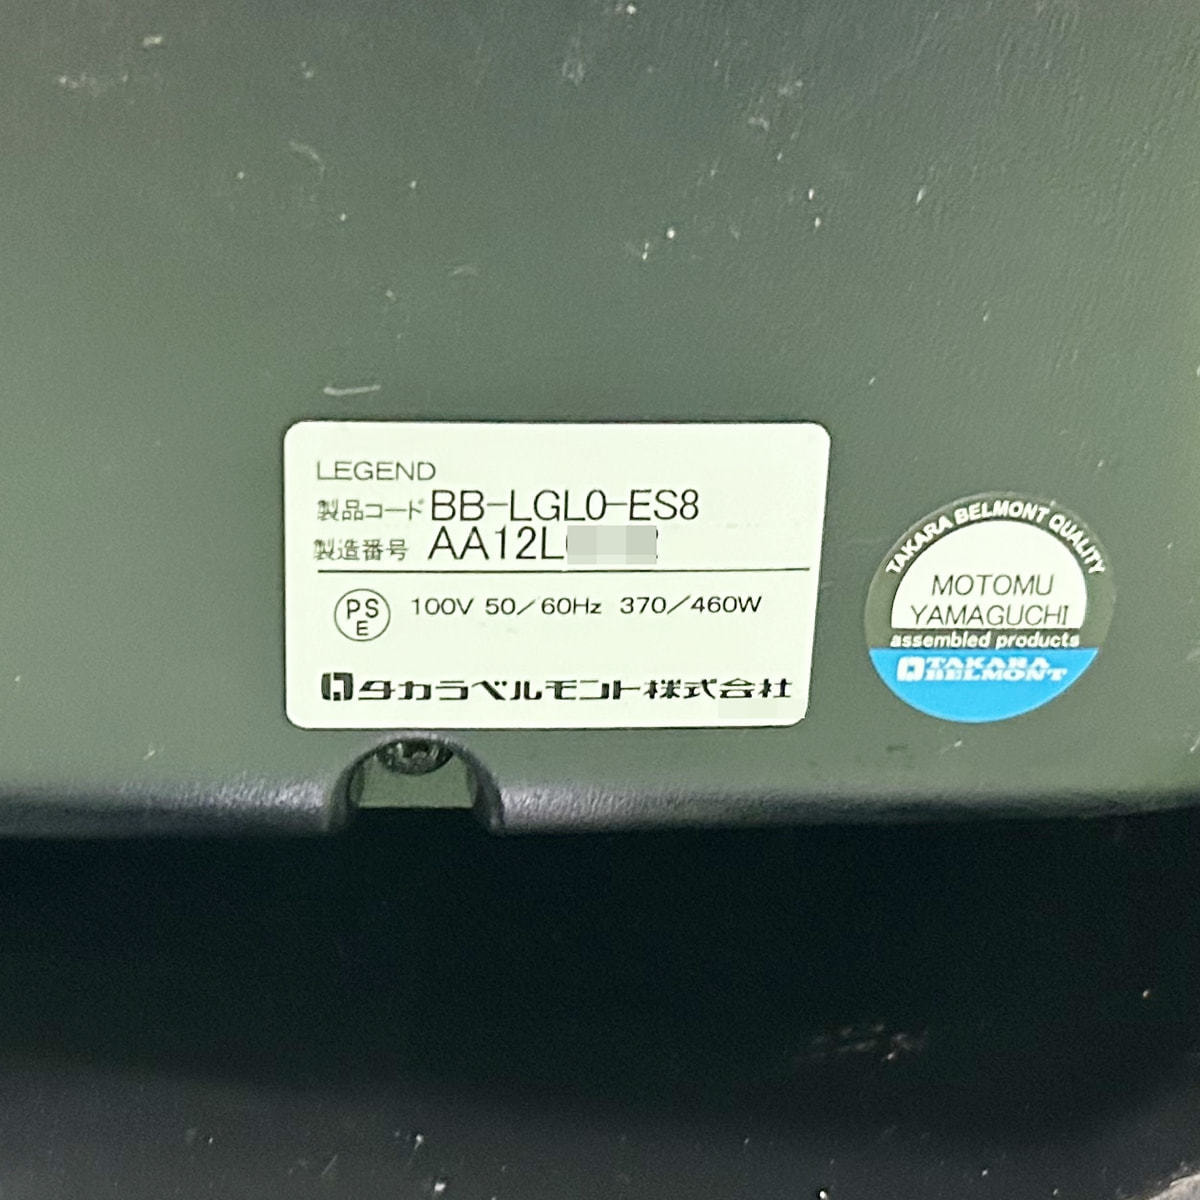 LEGEND
製品コード BB-LGL0-ES8
製造番号 AA12L
PS
E
100V 50/60Hz 370/460W
タカラベルモント株式会社
TAKARA BELMONT QUALITY
MOTOMU
YAMAGUCHI
assembled products
TAKARA
BELMONT